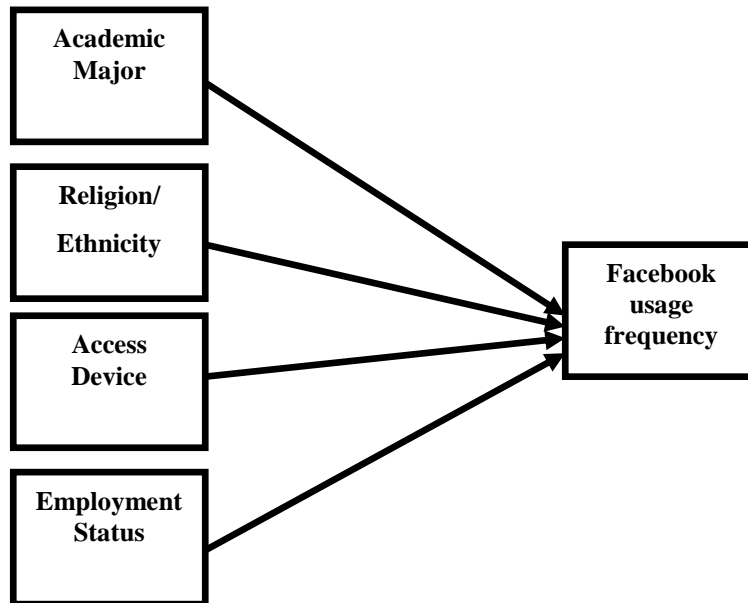 Academic
Major
Religion/
Ethnicity
Access
Device
Employment
Status
Facebook
usage
frequency